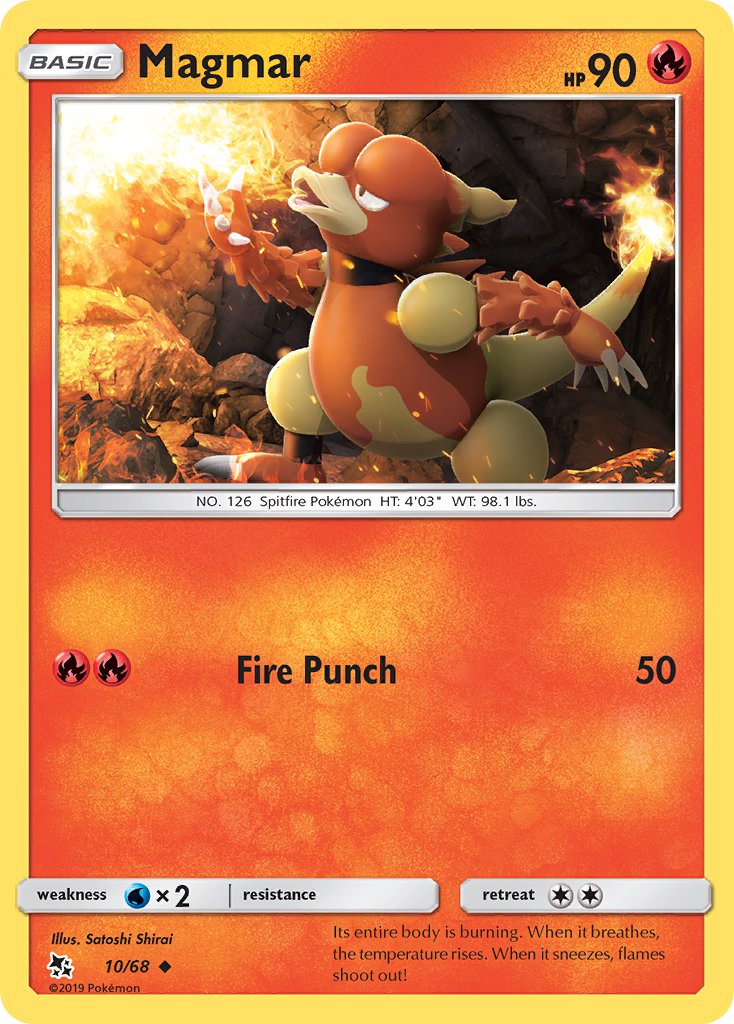 BASIC Magmar HP90
NO. 126 Spitfire Pokémon HT: 4'03" WT: 98.1 lbs.
Fire Punch 50
weakness ×2 resistance retreat
Illus. Satoshi Shirai
10/68
©2019 Pokémon
Its entire body is burning. When it breathes,
the temperature rises. When it sneezes, flames
shoot out!